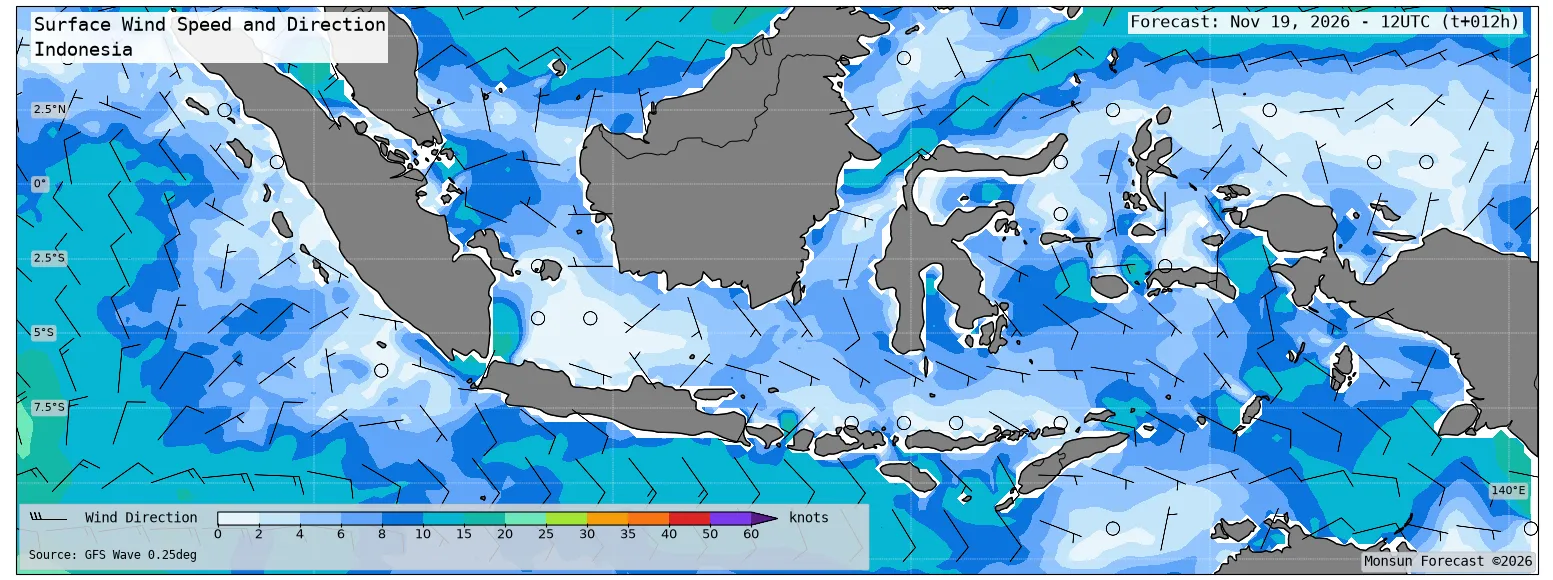 Surface Wind Speed and Direction
Indonesia
Forecast: Nov 19, 2026 - 12UTC (t+012h)
2.5°N
0°
2.5°S
5°S
7.5°S
140°E
Wind Direction
knots
0 2 4 6 8 10 15 20 25 30 35 40 50 60
Source: GFS Wave 0.25deg
Monsun Forecast ©2026